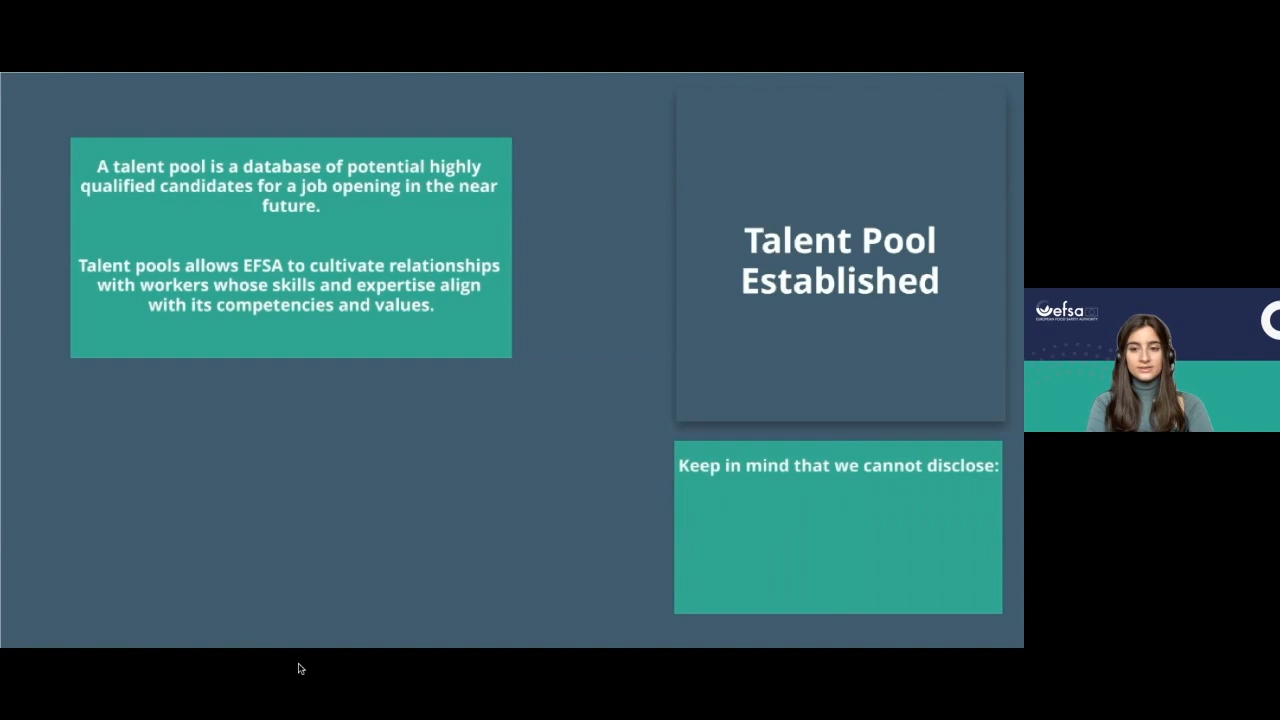 A talent pool is a database of potential highly
qualified candidates for a job opening in the near
future.
Talent pools allows EFSA to cultivate relationships
with workers whose skills and expertise align
with its competencies and values.
Talent Pool
Established
Keep in mind that we cannot disclose:
efsa
EUROPEAN FOOD SAFETY AUTHORITY